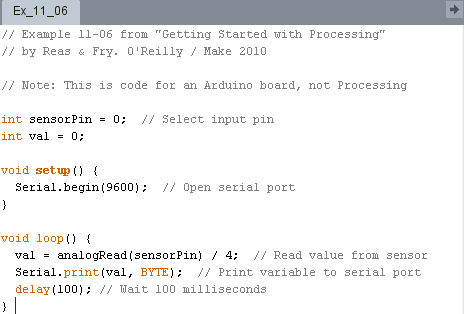 Ex_11_06
// Example 11-06 from "Getting Started with Processing"
// by Reas & Fry. O'Reilly / Make 2010
// Note: This is code for an Arduino board, not Processing
int sensorPin = 0;  // Select input pin
int val = 0;
void setup() {
  Serial.begin(9600);  // Open serial port
}
void loop() {
  val = analogRead(sensorPin) / 4;  // Read value from sensor
  Serial.print(val, BYTE);  // Print variable to serial port
  delay(100); // Wait 100 milliseconds
}